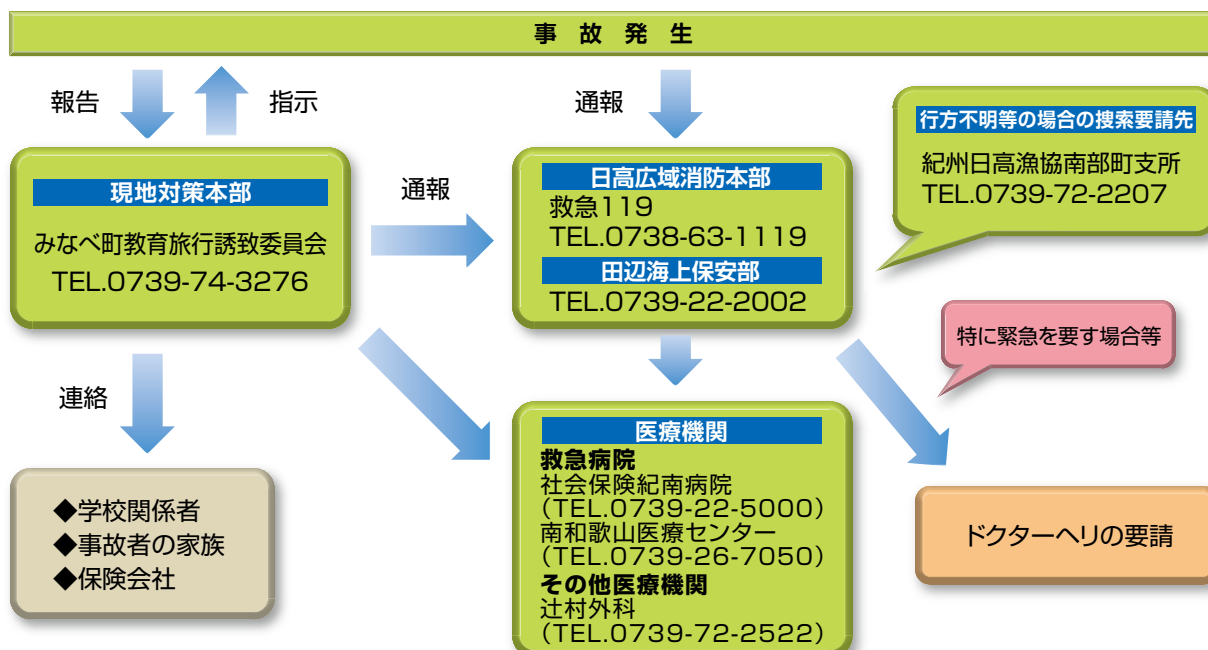 事故発生
報告
指示
通報
行方不明等の場合の捜索要請先
紀州日高漁協南部町支所
TEL.0739-72-2207
現地対策本部
みなべ町教育旅行誘致委員会
TEL.0739-74-3276
通報
日高広域消防本部
救急119
TEL.0738-63-1119
田辺海上保安部
TEL.0739-22-2002
特に緊急を要す場合等
連絡
◆学校関係者
◆事故者の家族
◆保険会社
医療機関
救急病院
社会保険紀南病院
（TEL.0739-22-5000）
南和歌山医療センター
（TEL.0739-26-7050）
その他医療機関
辻村外科
（TEL.0739-72-2522）
ドクターヘリの要請